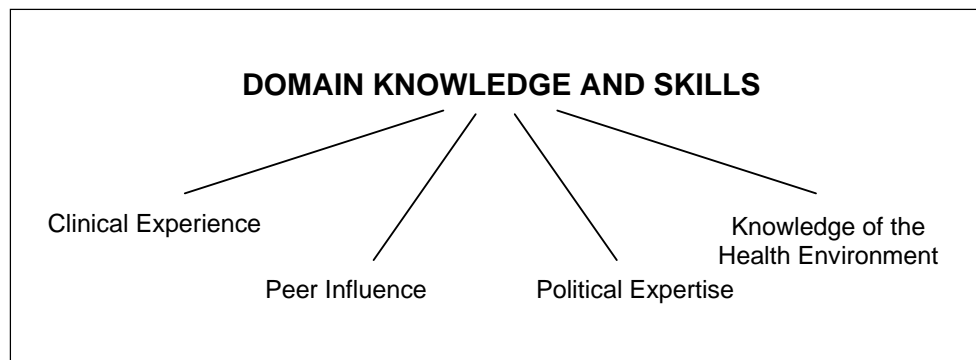 DOMAIN KNOWLEDGE AND SKILLS
Clinical Experience
Knowledge of the
Health Environment
Peer Influence
Political Expertise